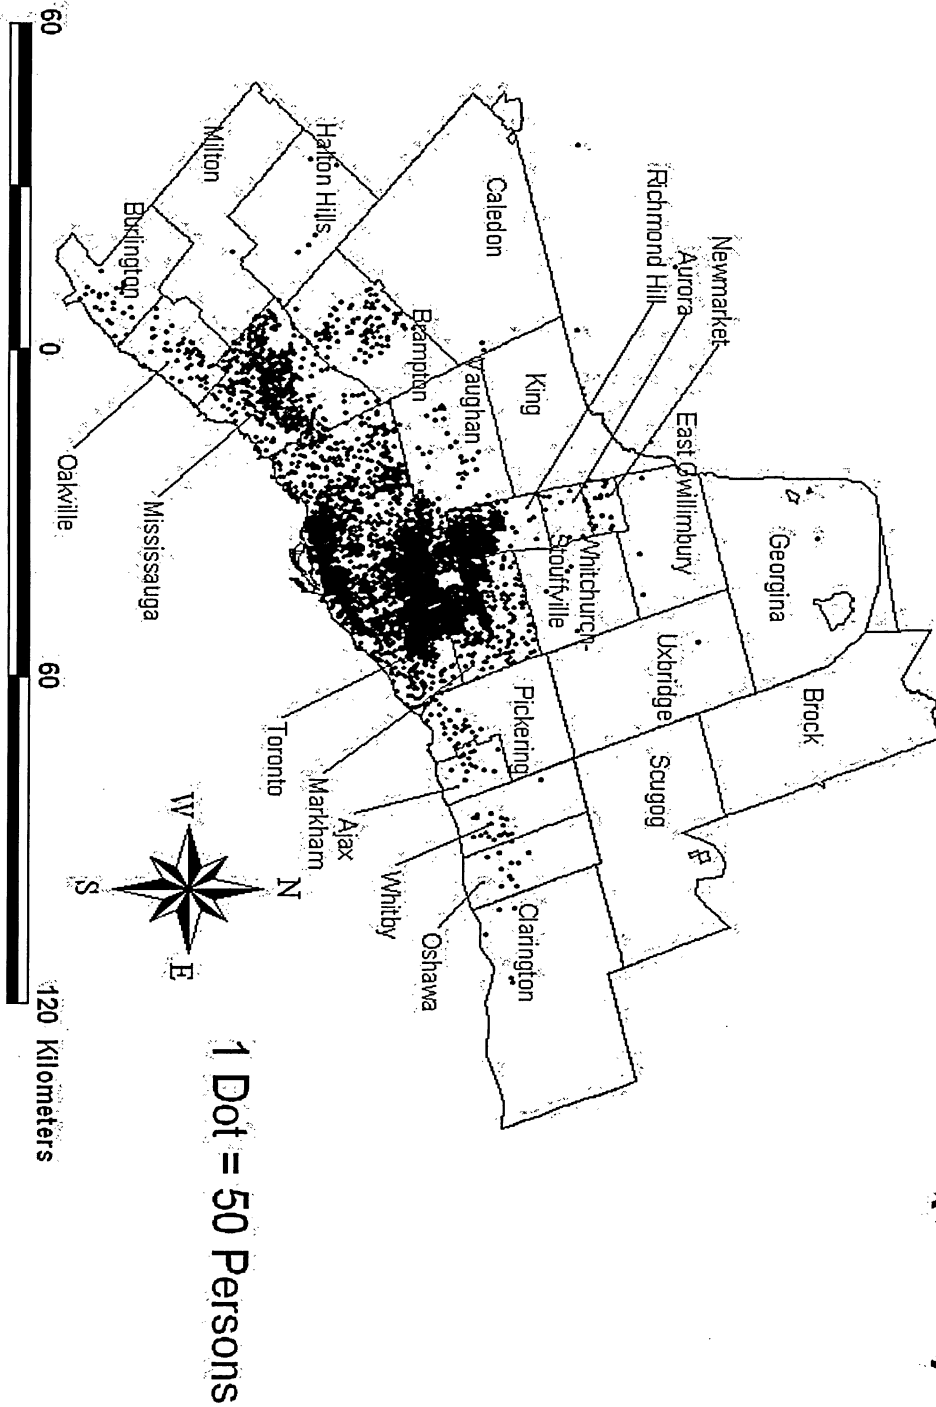 Georgina
Brock
East Gwillimbury
Uxbridge
Scugog
Newmarket
Aurora
Richmond Hill
King
Whitchurch-
Stouffville
Caledon
Vaughan
Pickering
Clarington
Brampton
Halton Hills
Milton
Burlington
Oakville
Mississauga
Toronto
Markham
Ajax
Whitby
Oshawa
N
W
E
S
1 Dot = 50 Persons
60
0
60
120 Kilometers